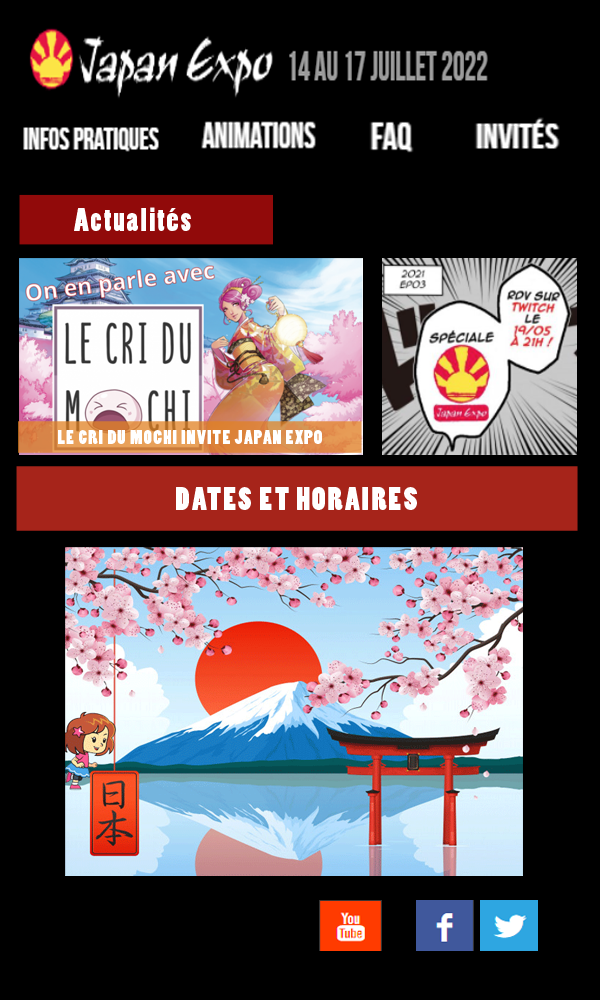 Japan Expo 14 AU 17 JUILLET 2022
INFOS PRATIQUES ANIMATIONS FAQ INVITÉS
Actualités
On en parle avec
LE CRI DU
MOCHI
LE CRI DU MOCHI INVITE JAPAN EXPO
2021
EP03
RDV SUR
TWITCH
LE
19/05
À 21H !
SPÉCIALE
Japan Expo
DATES ET HORAIRES
日
本
You
Tube